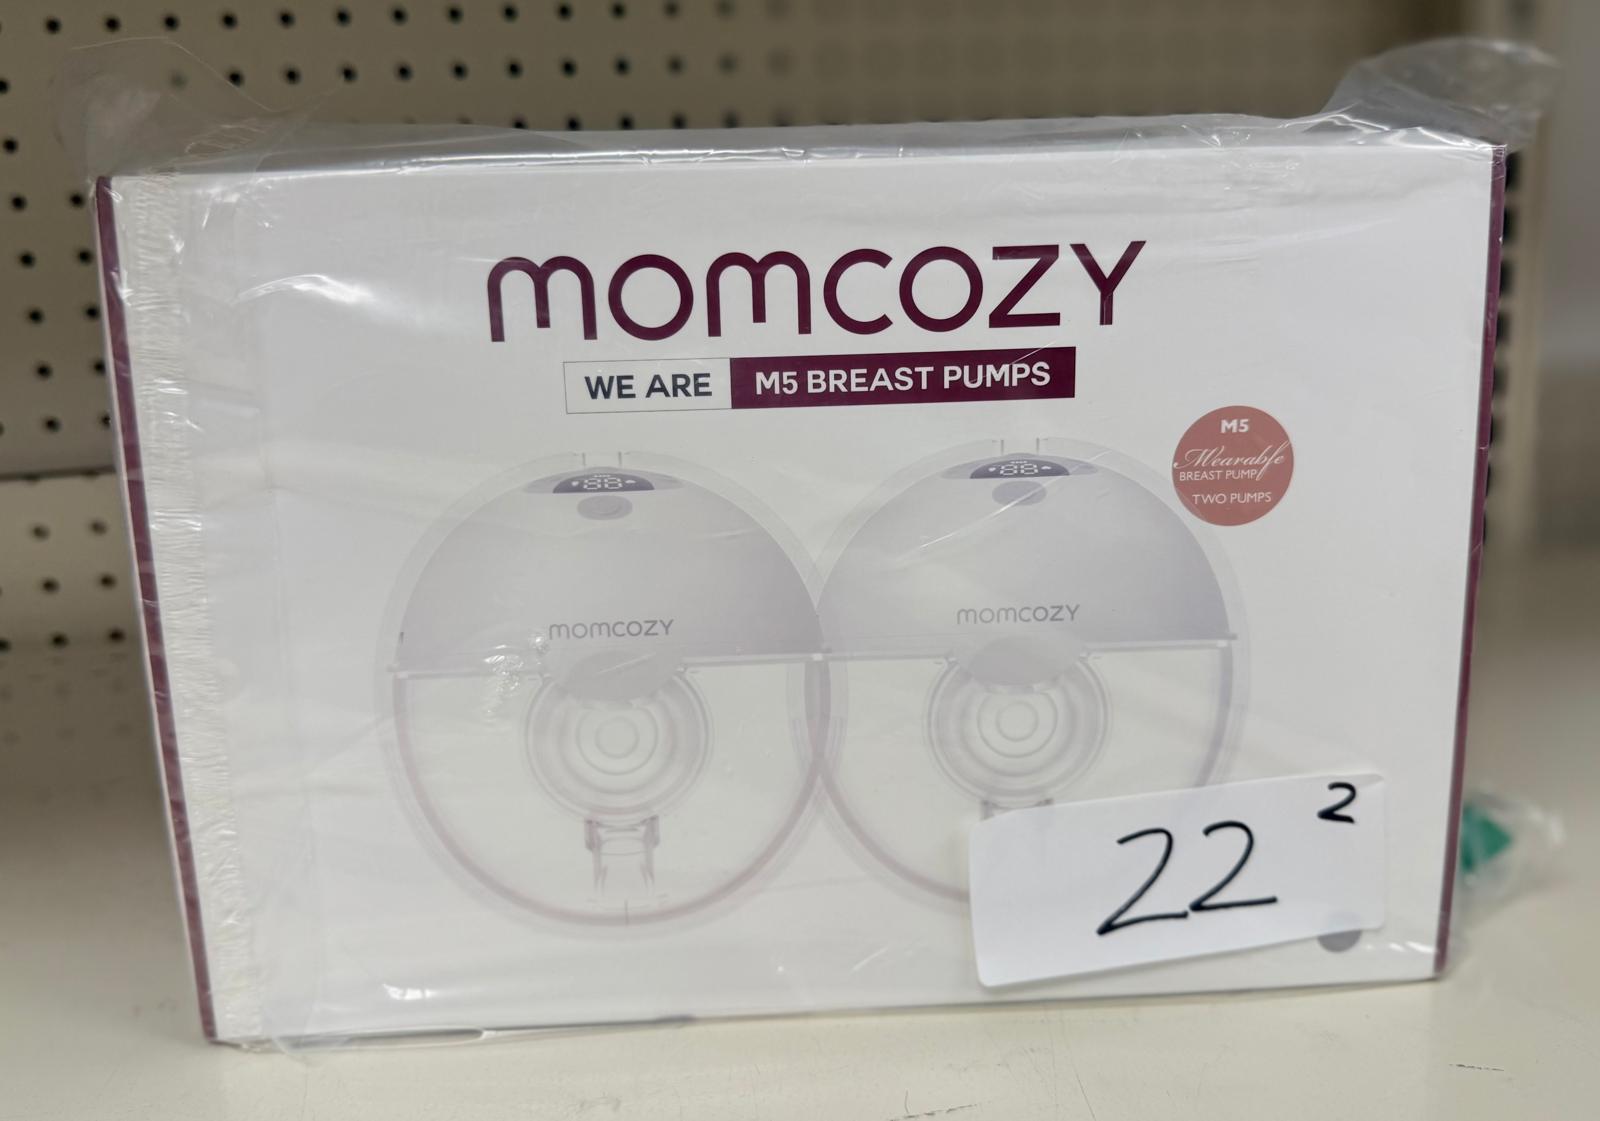 momcozy
WE ARE M5 BREAST PUMPS
M5
Wearable
BREAST PUMP
TWO PUMPS
88
88
momcozy
momcozy
2
22